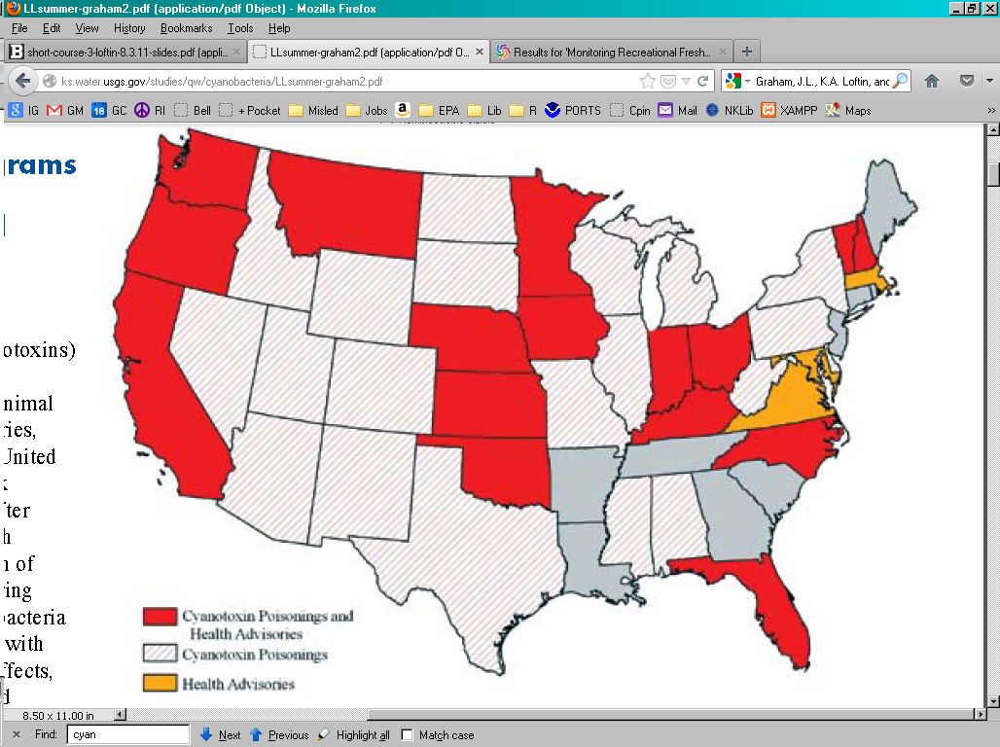 LLsummer-graham2.pdf (application/pdf Object) - Mozilla Firefox
File Edit View History Bookmarks Tools Help
short-course-3-loftin-8.3.11-slides.pdf (appli... LLsummer-graham2.pdf (application/pdf O... Results for 'Monitoring Recreational Fresh...
ks.water.usgs.gov/studies/qw/cyanobacteria/LLsummer-graham2.pdf Graham, J.L., K.A. Loftin, anc
IG GM 18 GC RI Bell + Pocket Misled Jobs EPA Lib R PORTS Cpin Mail NKLib XAMPP Maps »
rams
otoxins)
nimal
ies,
United
fter
h
n of
ring
bacteria
with
ffects,
d
Cyanotoxin Poisonings and
Health Advisories
Cyanotoxin Poisonings
Health Advisories
8.50 x 11.00 in
Find: cyan Next Previous Highlight all Match case